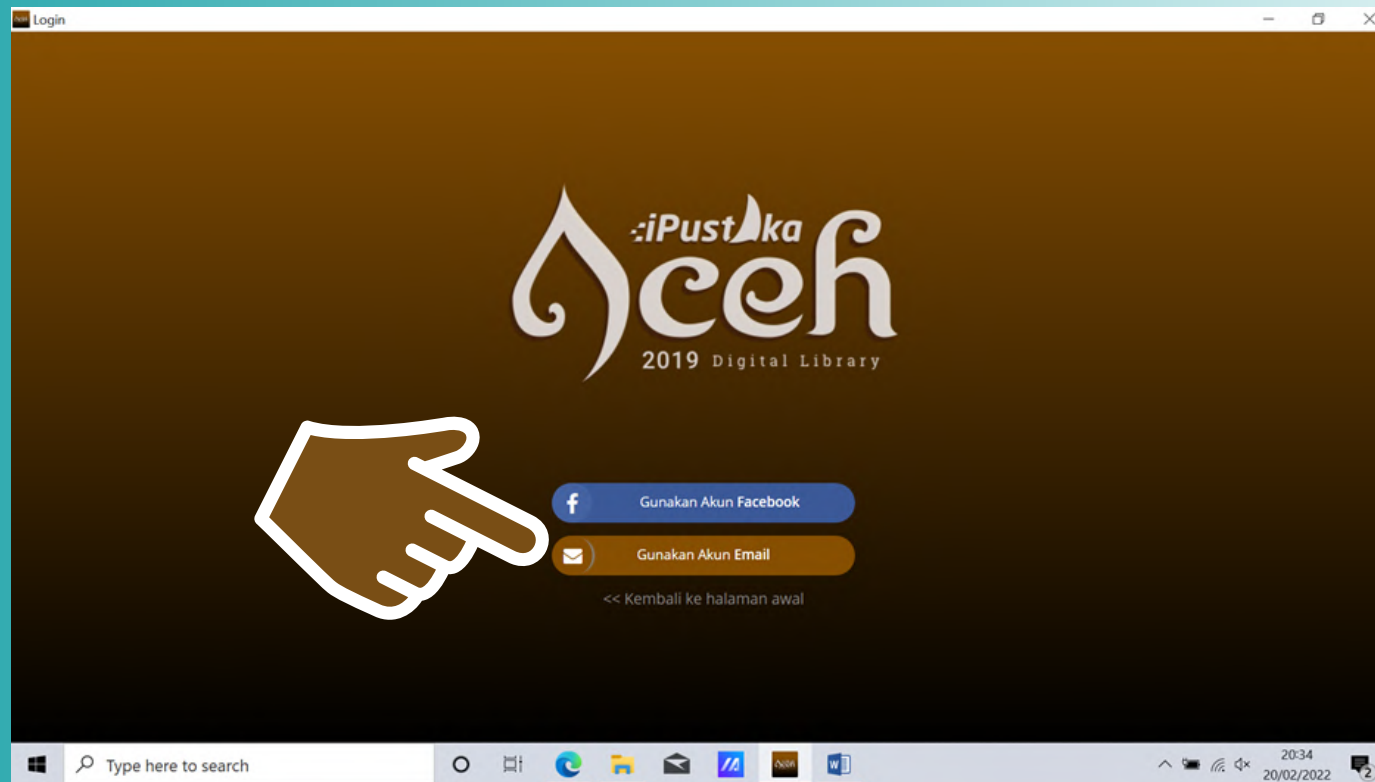 Login
iPustaka
Aceh
2019 Digital Library
Gunakan Akun Facebook
Gunakan Akun Email
<< Kembali ke halaman awal
Type here to search
20:34
20/02/2022
2